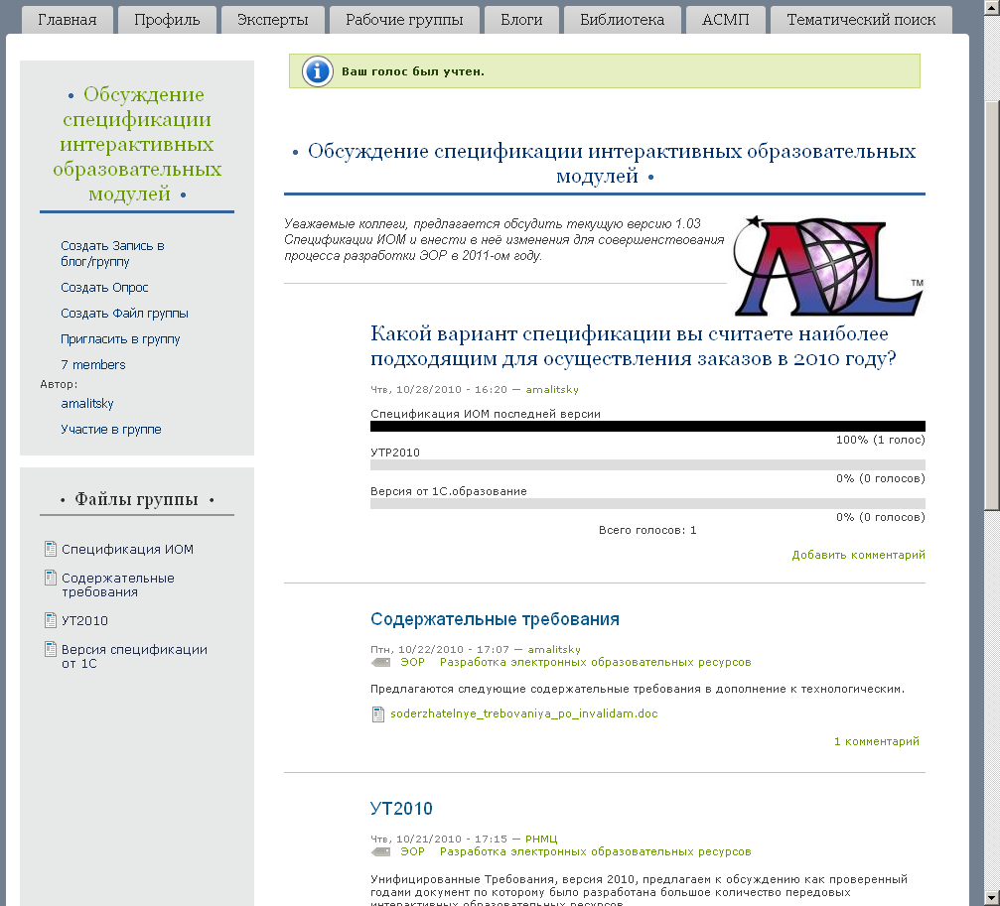 Главная
Профиль
Эксперты
Рабочие группы
Блоги
Библиотека
АСМП
Тематический поиск
• Обсуждение
спецификации
интерактивных
образовательных
модулей •
Создать Запись в
блог/группу
Создать Опрос
Создать Файл группы
Пригласить в группу
7 members
Автор:
amalitsky
Участие в группе
• Файлы группы •
Спецификация ИОМ
Содержательные
требования
УТ2010
Версия спецификации
от 1С
Ваш голос был учтен.
• Обсуждение спецификации интерактивных образовательных
модулей •
Уважаемые коллеги, предлагается обсудить текущую версию 1.03
Спецификации ИОМ и внести в неё изменения для совершенствования
процесса разработки ЭОР в 2011-ом году.
ADL TM
Какой вариант спецификации вы считаете наиболее
подходящим для осуществления заказов в 2010 году?
Чтв, 10/28/2010 - 16:20 — amalitsky
Спецификация ИОМ последней версии
100% (1 голос)
УТР2010
0% (0 голосов)
Версия от 1С.образование
0% (0 голосов)
Всего голосов: 1
Добавить комментарий
Содержательные требования
Птн, 10/22/2010 - 17:07 — amalitsky
ЭОР Разработка электронных образовательных ресурсов
Предлагаются следующие содержательные требования в дополнение к технологическим.
soderzhatelnye_trebovaniya_po_invalidam.doc
1 комментарий
УТ2010
Чтв, 10/21/2010 - 17:15 — РНМЦ
ЭОР Разработка электронных образовательных ресурсов
Унифицированные Требования, версия 2010, предлагаем к обсуждению как проверенный
годами документ по которому было разработана большое количество передовых
интерактивных образовательных ресурсов